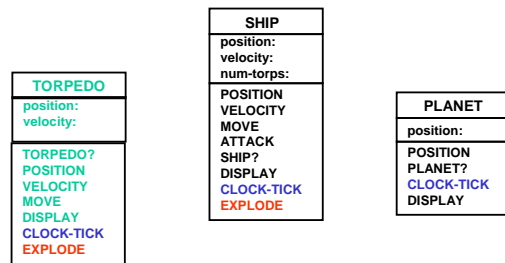 SHIP
position:
velocity:
num-torps:
POSITION
VELOCITY
MOVE
ATTACK
SHIP?
DISPLAY
CLOCK-TICK
EXPLODE
TORPEDO
position:
velocity:
TORPEDO?
POSITION
VELOCITY
MOVE
DISPLAY
CLOCK-TICK
EXPLODE
PLANET
position:
POSITION
PLANET?
CLOCK-TICK
DISPLAY